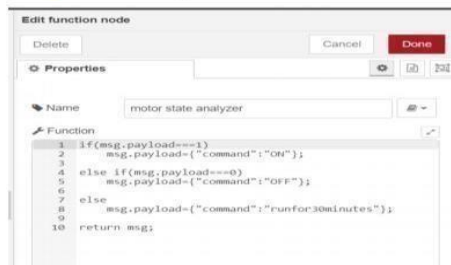 Edit function node
Delete Cancel Done
Properties
Name motor state analyzer
Function
1 if(msg.payload===1)
2 msg.payload={"command":"ON"};
3
4 else if(msg.payload===0)
5 msg.payload={"command":"OFF"};
6
7 else
8 msg.payload={"command":"runfor30minutes"};
9
10 return msg;